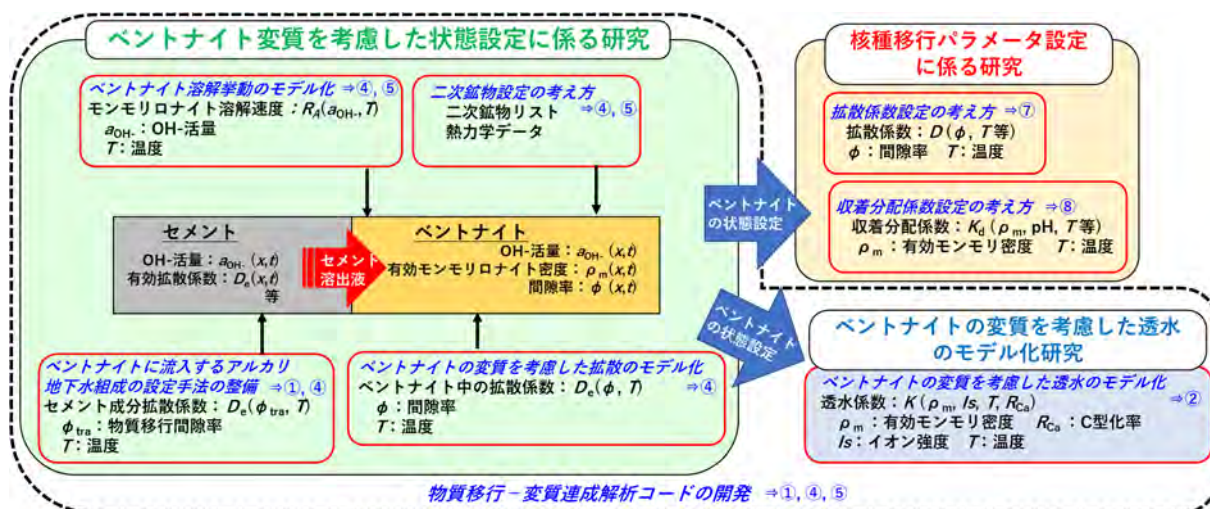 ベントナイト変質を考慮した状態設定に係る研究
ベントナイト溶解挙動のモデル化 ⇒④, ⑤
モンモリロナイト溶解速度：R_A(a_OH-, T)
a_OH-：OH-活量
T：温度
二次鉱物設定の考え方
⇒④, ⑤
二次鉱物リスト
熱力学データ
セメント
OH-活量：a_OH-(x,t)
有効拡散係数：D_e(x,t)
等
セメント
溶出液
ベントナイト
OH-活量：a_OH-(x,t)
有効モンモリロナイト密度：ρ_m(x,t)
間隙率：φ(x,t)
ベントナイトに流入するアルカリ
地下水組成の設定手法の整備 ⇒①, ④
セメント成分拡散係数：D_e(φ_tra, T)
φ_tra：物質移行間隙率
T：温度
ベントナイトの変質を考慮した拡散のモデル化
⇒④
ベントナイト中の拡散係数：D_e(φ, T)
φ：間隙率
T：温度
物質移行－変質連成解析コードの開発 ⇒①, ④, ⑤
ベントナイト
の状態設定
ベントナイト
の状態設定
核種移行パラメータ設定
に係る研究
拡散係数設定の考え方 ⇒⑦
拡散係数：D(φ, T等)
φ：間隙率 T：温度
収着分配係数設定の考え方 ⇒⑧
収着分配係数：K_d(ρ_m, pH, T等)
ρ_m：有効モンモリ密度 T：温度
ベントナイトの変質を考慮した透水
のモデル化研究
ベントナイトの変質を考慮した透水のモデル化
⇒②
透水係数：K(ρ_m, Is, T, R_Ca)
ρ_m：有効モンモリ密度 R_Ca：C型化率
Is：イオン強度 T：温度